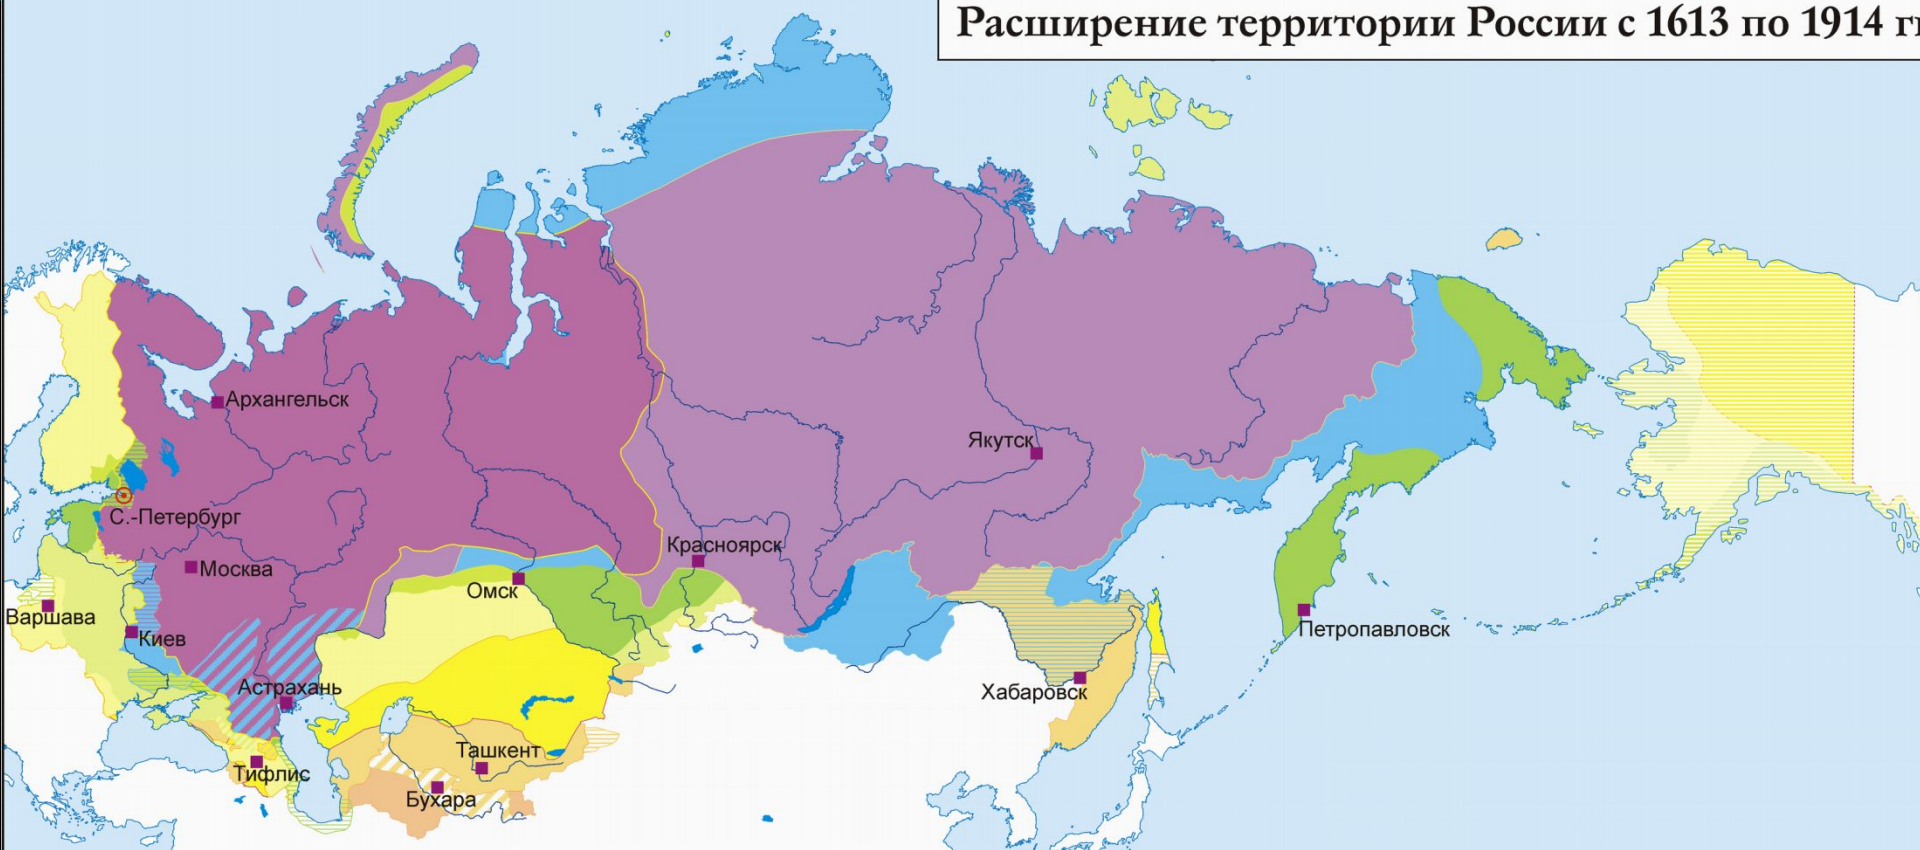 Расширение территории России с 1613 по 1914 гг
Архангельск
Якутск
С.-Петербург
Красноярск
Москва
Омск
Варшава
Киев
Петропавловск
Астрахань
Хабаровск
Ташкент
Тифлис
Бухара